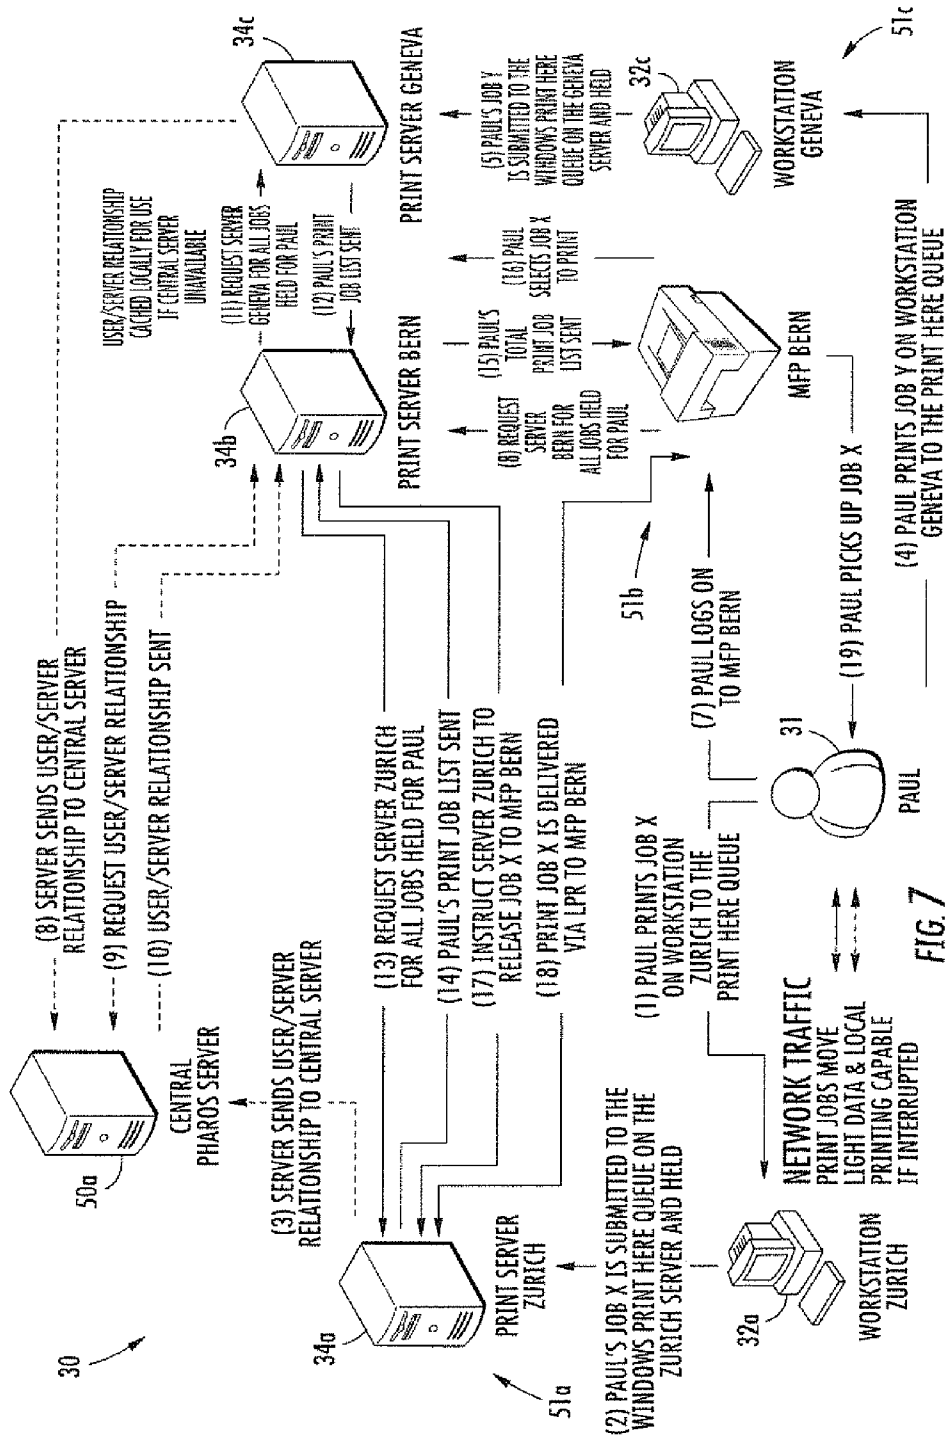 30
50a
CENTRAL
PHAROS SERVER
(8) SERVER SENDS USER/SERVER
RELATIONSHIP TO CENTRAL SERVER
(9) REQUEST USER/SERVER RELATIONSHIP
(10) USER/SERVER RELATIONSHIP SENT
USER/SERVER RELATIONSHIP
CACHED LOCALLY FOR USE
IF CENTRAL SERVER
UNAVAILABLE
34c
PRINT SERVER GENEVA
(11) REQUEST SERVER
GENEVA FOR ALL JOBS
HELD FOR PAUL
(12) PAUL'S PRINT
JOB LIST SENT
34b
PRINT SERVER BERN
(3) SERVER SENDS USER/SERVER
RELATIONSHIP TO CENTRAL SERVER
34a
PRINT SERVER
ZURICH
51a
(13) REQUEST SERVER ZURICH
FOR ALL JOBS HELD FOR PAUL
(14) PAUL'S PRINT JOB LIST SENT
(17) INSTRUCT SERVER ZURICH TO
RELEASE JOB X TO MFP BERN
(18) PRINT JOB X IS DELIVERED
VIA LPR TO MFP BERN
(8) REQUEST
SERVER
BERN FOR
ALL JOBS HELD
FOR PAUL
(15) PAUL'S
TOTAL
PRINT JOB
LIST SENT
(16) PAUL
SELECTS JOB X
TO PRINT
(5) PAUL'S JOB Y
IS SUBMITTED TO THE
WINDOWS PRINT HERE
QUEUE ON THE GENEVA
SERVER AND HELD
32c
WORKSTATION
GENEVA
51c
51b
MFP BERN
(2) PAUL'S JOB X IS SUBMITTED TO THE
WINDOWS PRINT HERE QUEUE ON THE
ZURICH SERVER AND HELD
32a
WORKSTATION
ZURICH
(1) PAUL PRINTS JOB X
ON WORKSTATION
ZURICH TO THE
PRINT HERE QUEUE
(7) PAUL LOGS ON
TO MFP BERN
31
PAUL
(19) PAUL PICKS UP JOB X
(4) PAUL PRINTS JOB Y ON WORKSTATION
GENEVA TO THE PRINT HERE QUEUE
NETWORK TRAFFIC
PRINT JOBS MOVE
LIGHT DATA & LOCAL
PRINTING CAPABLE
IF INTERRUPTED
FIG. 7